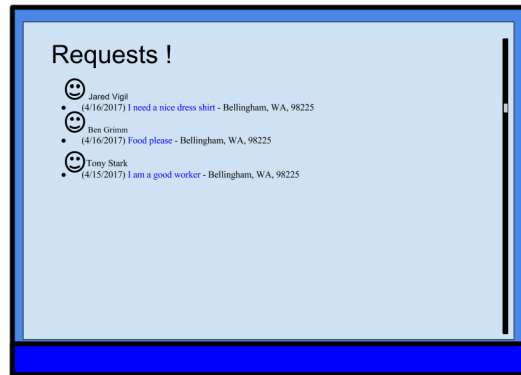 Requests !
Jared Vigil
(4/16/2017) I need a nice dress shirt - Bellingham, WA, 98225
Ben Grimm
(4/16/2017) Food please - Bellingham, WA, 98225
Tony Stark
(4/15/2017) I am a good worker - Bellingham, WA, 98225